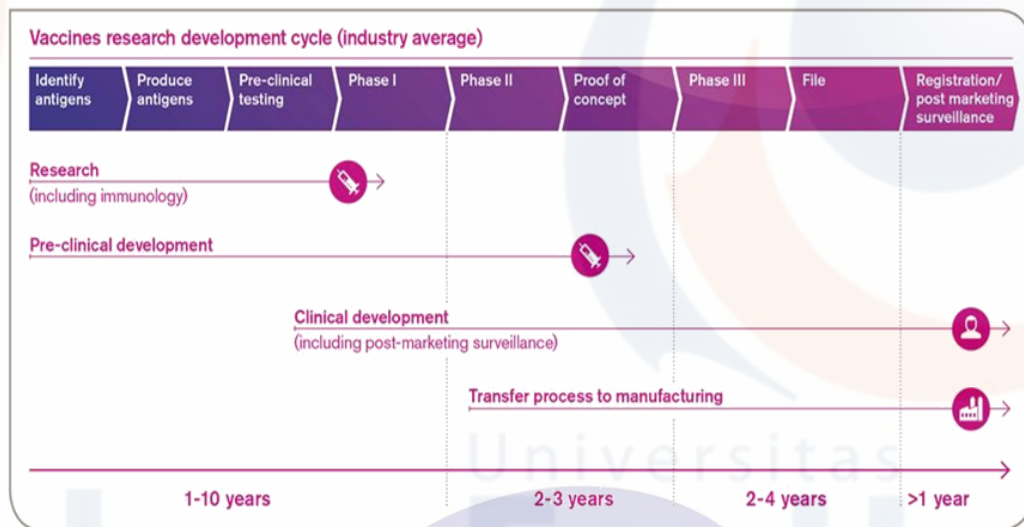 Vaccines research development cycle (industry average)
Identify
antigens
Produce
antigens
Pre-clinical
testing
Phase I
Phase II
Proof of
concept
Phase III
File
Registration/
post marketing
surveillance
Research
(including immunology)
Pre-clinical development
Clinical development
(including post-marketing surveillance)
Transfer process to manufacturing
Universitas
1-10 years
2-3 years
2-4 years
>1 year